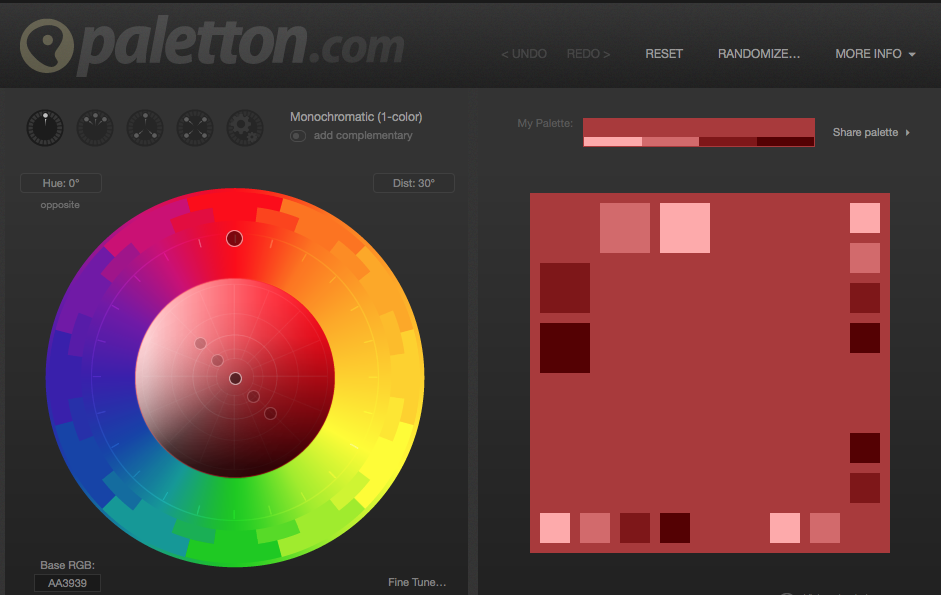 paletton.com
< UNDO REDO > RESET RANDOMIZE... MORE INFO
Monochromatic (1-color)
add complementary
My Palette:
Share palette
Hue: 0°
Dist: 30°
opposite
Base RGB:
AA3939
Fine Tune...